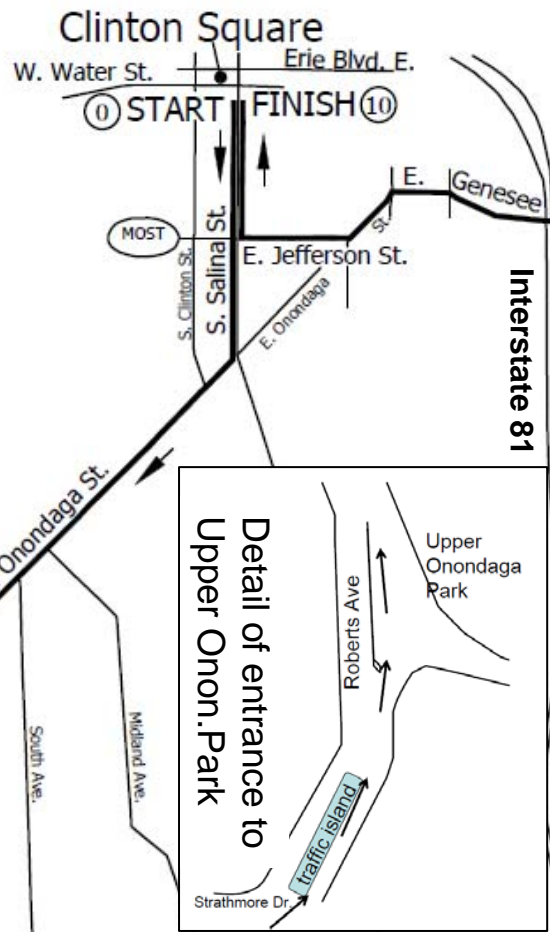 Clinton Square
Erie Blvd. E.
W. Water St.
0 START FINISH 10
E. Genesee
St.
MOST
E. Jefferson St.
S. Clinton St.
S. Salina St.
E. Onondaga
Interstate 81
Onondaga St.
Upper
Onondaga
Park
Roberts Ave
Detail of entrance to
Upper Onon.Park
traffic island
Strathmore Dr.
Midland Ave.
South Ave.